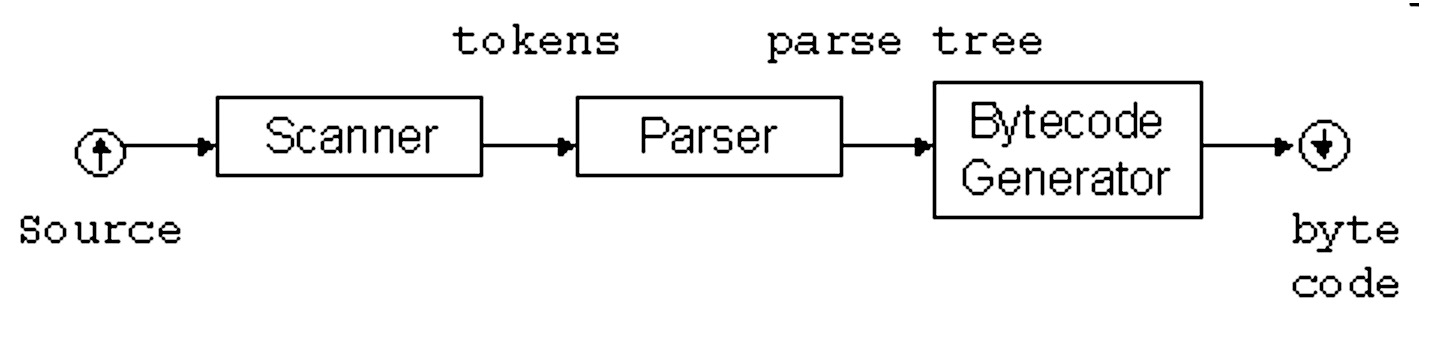 tokens
parse tree
Scanner
Parser
Bytecode
Generator
Source
byte
code